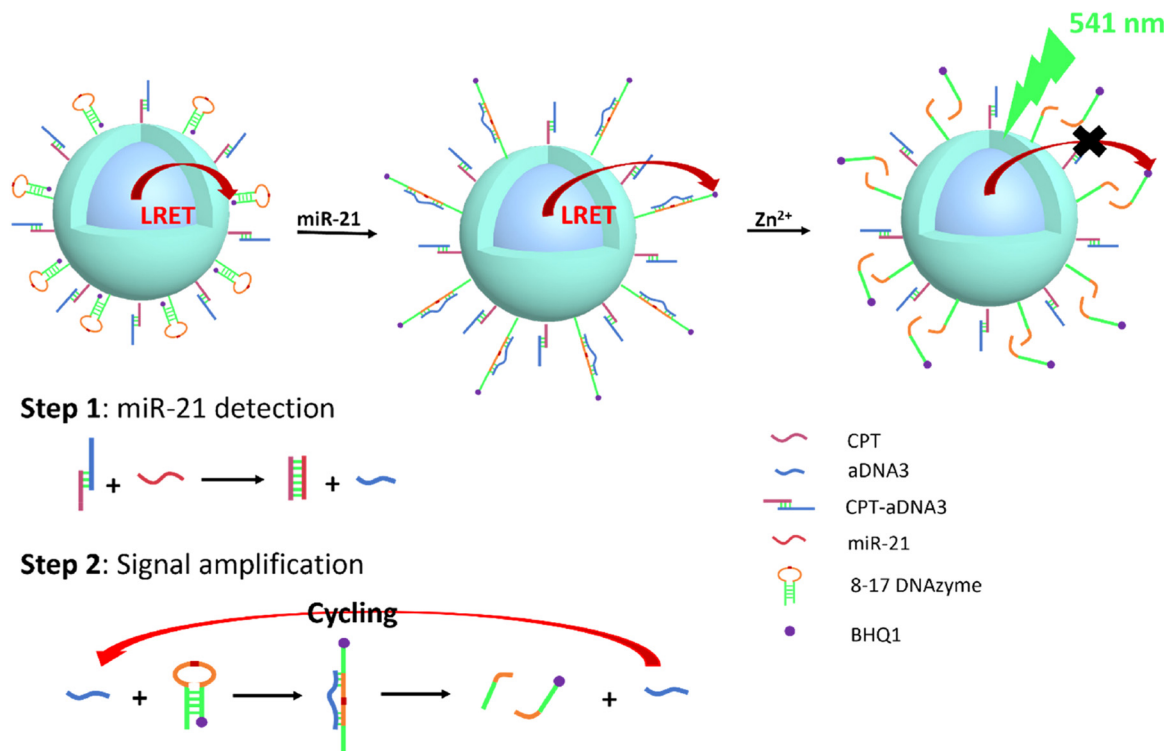 541 nm
LRET
miR-21
LRET
Zn²⁺
Step 1: miR-21 detection
+
+
CPT
aDNA3
CPT-aDNA3
miR-21
8-17 DNAzyme
BHQ1
Step 2: Signal amplification
Cycling
+
+